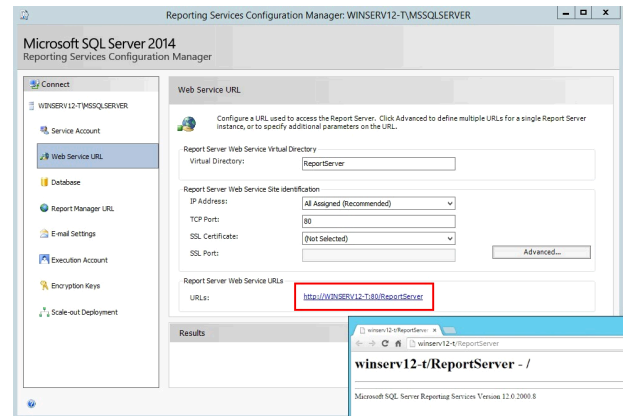 Reporting Services Configuration Manager: WINSERV12-T\MSSQLSERVER
Microsoft SQL Server 2014
Reporting Services Configuration Manager
Connect
WINSERV12-T\MSSQLSERVER
Service Account
Web Service URL
Database
Report Manager URL
E-mail Settings
Execution Account
Encryption Keys
Scale-out Deployment
Web Service URL
Configure a URL used to access the Report Server. Click Advanced to define multiple URLs for a single Report Server
instance, or to specify additional parameters on the URL.
Report Server Web Service Virtual Directory
Virtual Directory: ReportServer
Report Server Web Service Site identification
IP Address: All Assigned (Recommended)
TCP Port: 80
SSL Certificate: (Not Selected)
SSL Port:
Advanced...
Report Server Web Service URLs
URLs: http://WINSERV12-T:80/ReportServer
Results
winserv12-t/ReportServer
winserv12-t/ReportServer
winserv12-t/ReportServer - /
Microsoft SQL Server Reporting Services Version 12.0.2000.8